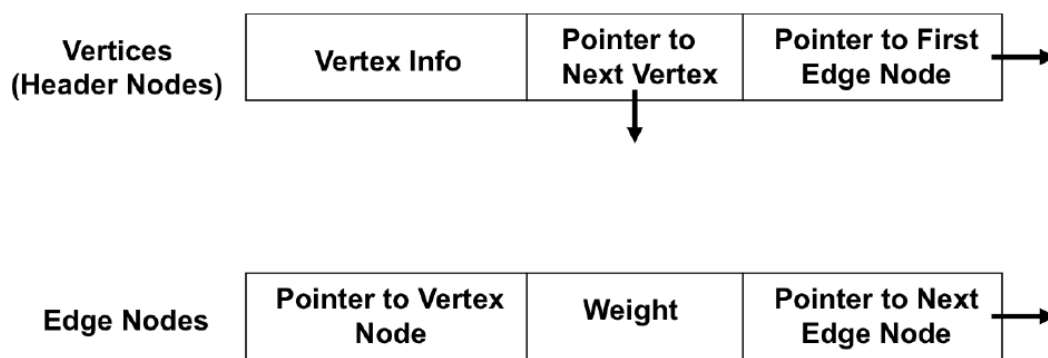 Vertices
(Header Nodes)
Vertex Info
Pointer to
Next Vertex
Pointer to First
Edge Node
Edge Nodes
Pointer to Vertex
Node
Weight
Pointer to Next
Edge Node